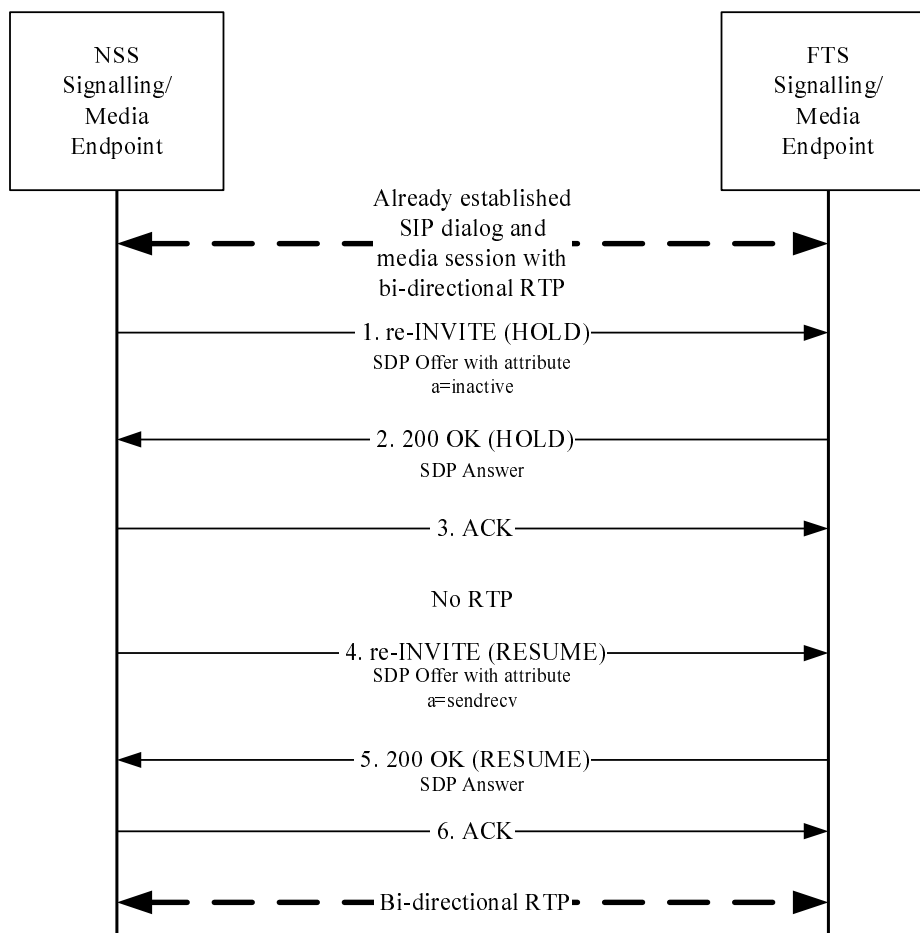 NSS
Signalling/
Media
Endpoint
FTS
Signalling/
Media
Endpoint
Already established
SIP dialog and
media session with
bi-directional RTP
1. re-INVITE (HOLD)
SDP Offer with attribute
a=inactive
2. 200 OK (HOLD)
SDP Answer
3. ACK
No RTP
4. re-INVITE (RESUME)
SDP Offer with attribute
a=sendrecv
5. 200 OK (RESUME)
SDP Answer
6. ACK
Bi-directional RTP